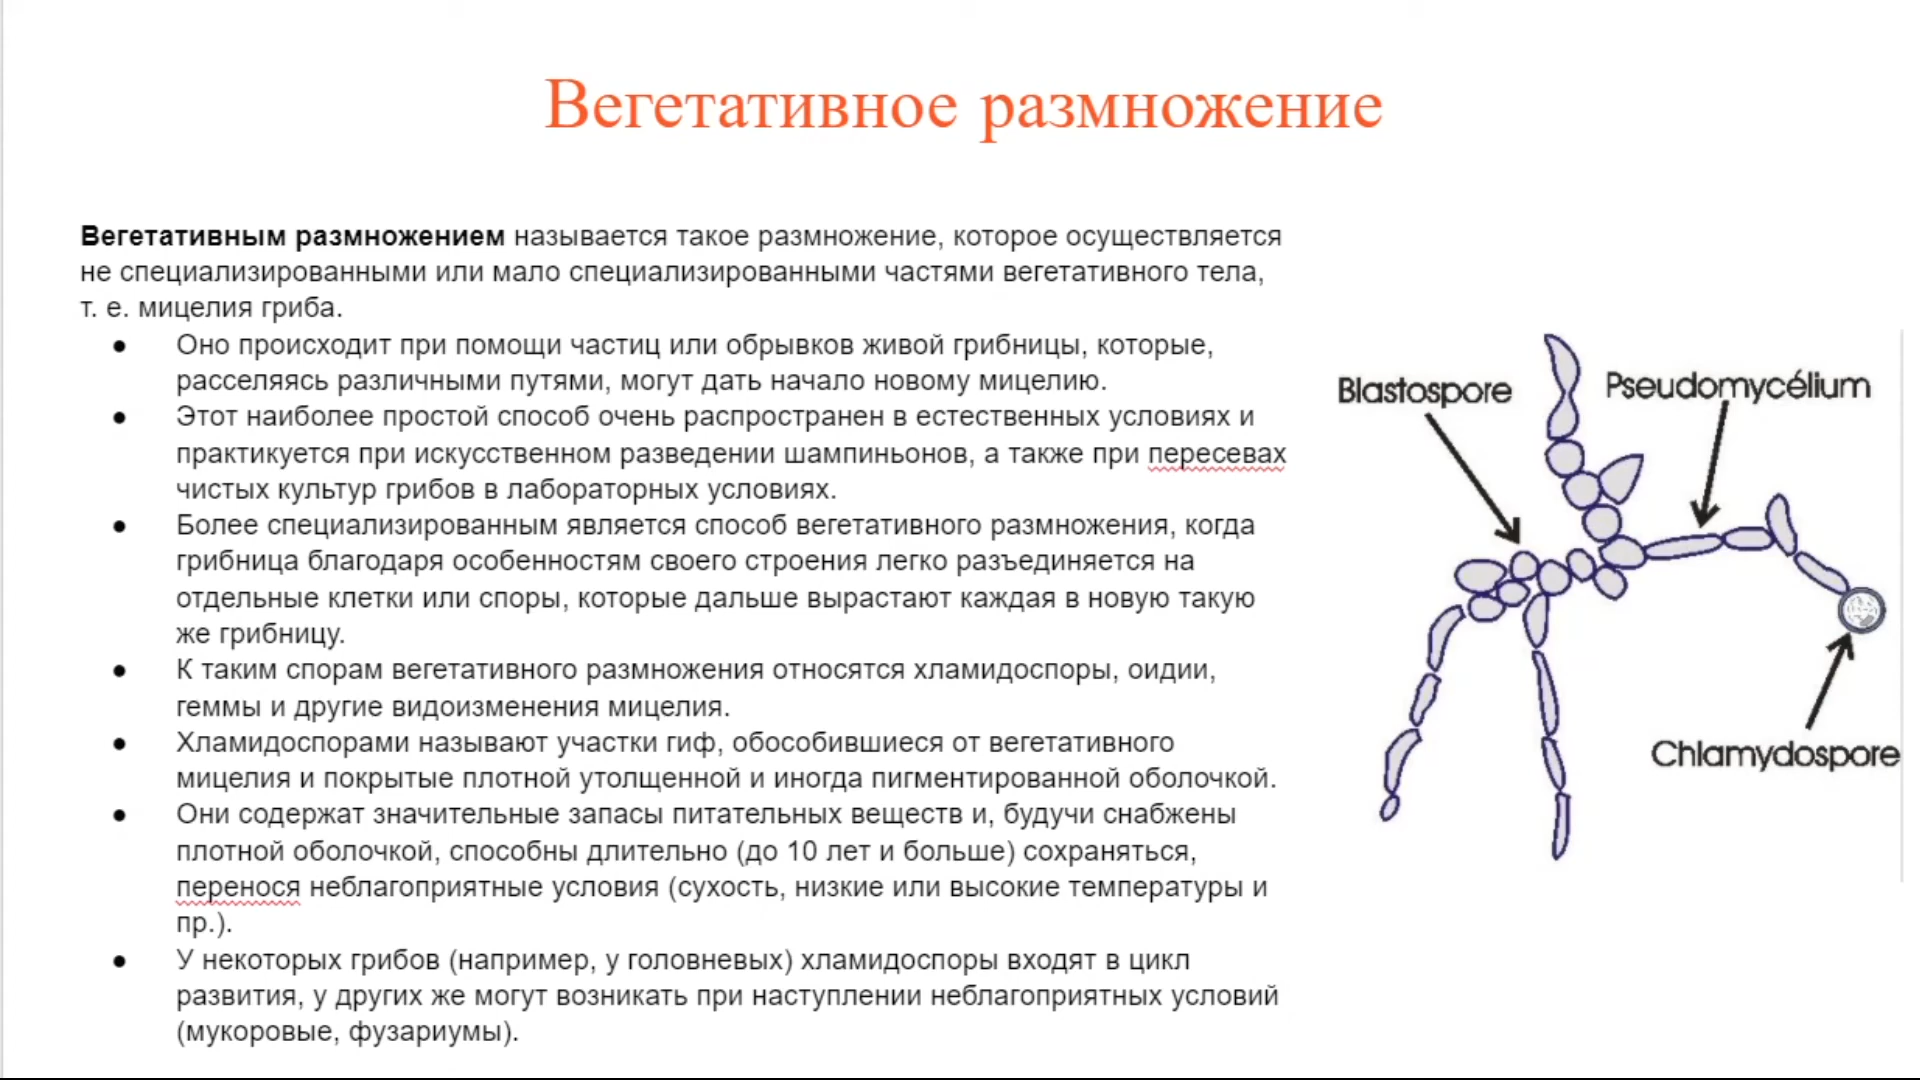 Вегетативное размножение
Вегетативным размножением называется такое размножение, которое осуществляется
не специализированными или мало специализированными частями вегетативного тела,
т. е. мицелия гриба.
● Оно происходит при помощи частиц или обрывков живой грибницы, которые,
расселяясь различными путями, могут дать начало новому мицелию.
● Этот наиболее простой способ очень распространен в естественных условиях и
практикуется при искусственном разведении шампиньонов, а также при пересевах
чистых культур грибов в лабораторных условиях.
● Более специализированным является способ вегетативного размножения, когда
грибница благодаря особенностям своего строения легко разъединяется на
отдельные клетки или споры, которые дальше вырастают каждая в новую такую
же грибницу.
● К таким спорам вегетативного размножения относятся хламидоспоры, оидии,
геммы и другие видоизменения мицелия.
● Хламидоспорами называют участки гиф, обособившиеся от вегетативного
мицелия и покрытые плотной утолщенной и иногда пигментированной оболочкой.
● Они содержат значительные запасы питательных веществ и, будучи снабжены
плотной оболочкой, способны длительно (до 10 лет и больше) сохраняться,
перенося неблагоприятные условия (сухость, низкие или высокие температуры и
пр.).
● У некоторых грибов (например, у головневых) хламидоспоры входят в цикл
развития, у других же могут возникать при наступлении неблагоприятных условий
(мукоровые, фузариумы).
Blastospore
Pseudomycélium
Chlamydospore